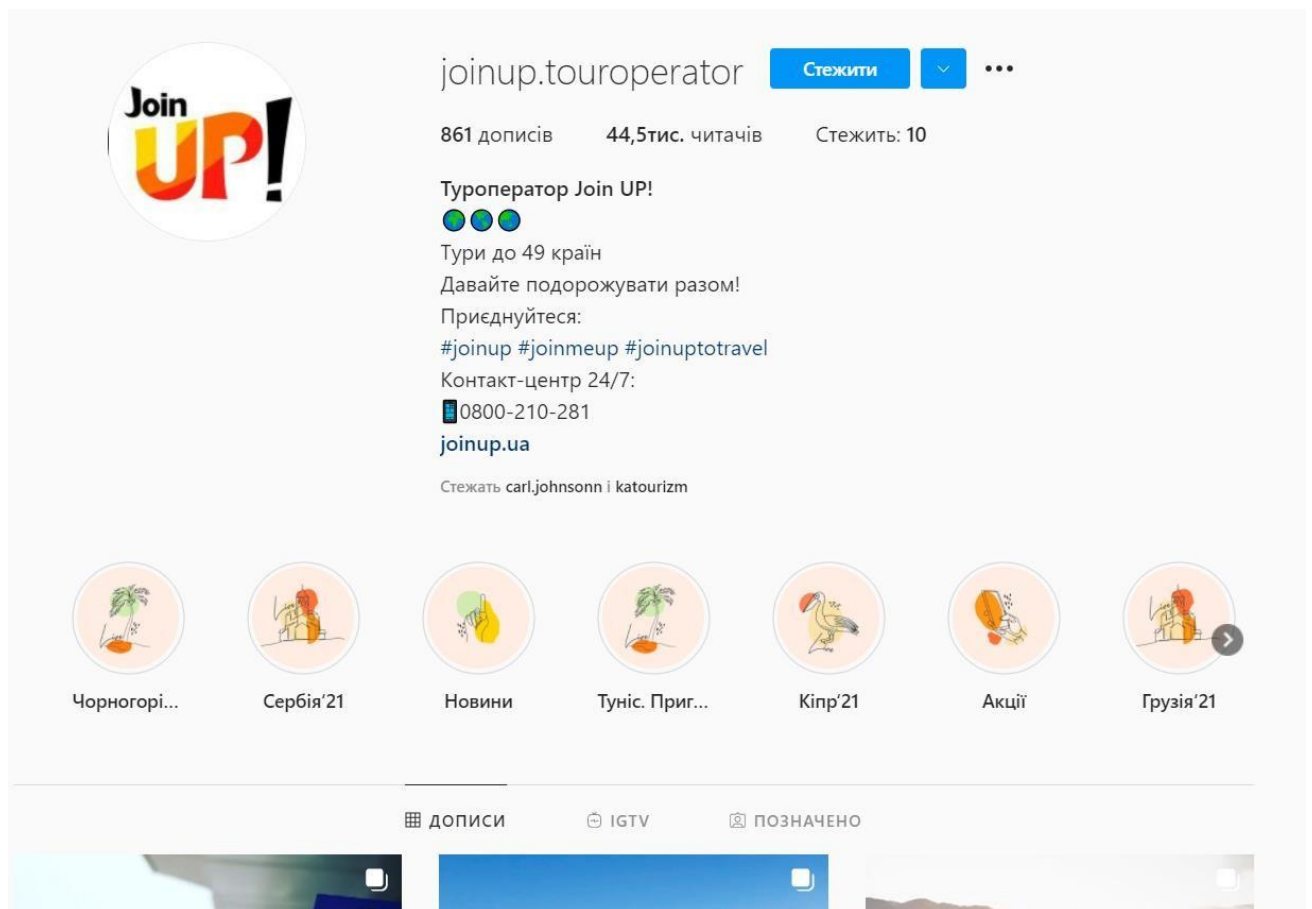 Join
UP!
joinup.touroperator Стежити
861 дописів 44,5тис. читачів Стежить: 10
Туроператор Join UP!
Тури до 49 країн
Давайте подорожувати разом!
Приєднуйтеся:
#joinup #joinmeup #joinuptotravel
Контакт-центр 24/7:
0800-210-281
joinup.ua
Стежать carl.johnsonn і katourizm
Чорногорі... Сербія'21 Новини Туніс. Приг... Кіпр'21 Акції Грузія'21
ДОПИСИ IGTV ПОЗНАЧЕНО